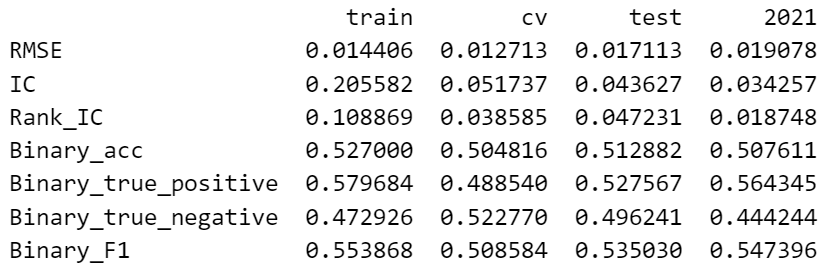 train cv test 2021
RMSE 0.014406 0.012713 0.017113 0.019078
IC 0.205582 0.051737 0.043627 0.034257
Rank_IC 0.108869 0.038585 0.047231 0.018748
Binary_acc 0.527000 0.504816 0.512882 0.507611
Binary_true_positive 0.579684 0.488540 0.527567 0.564345
Binary_true_negative 0.472926 0.522770 0.496241 0.444244
Binary_F1 0.553868 0.508584 0.535030 0.547396